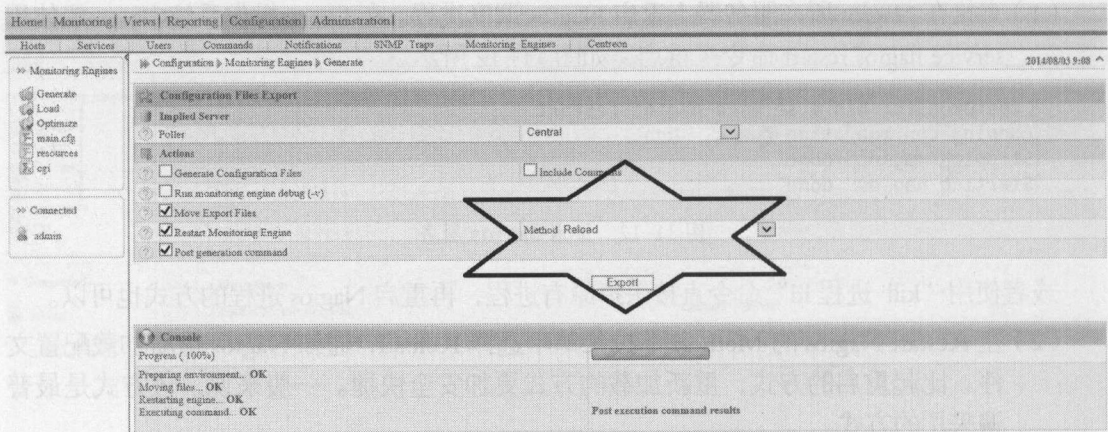 Home| Monitoring| Views| Reporting| Configuration| Administration|
Hosts Services Users Commands Notifications SNMP Traps Monitoring Engines Centreon
Monitoring Engines
Generate
Load
Optimize
main.cfg
resources
cgi
Connected
admin
Configuration Monitoring Engines Generate 2014/08/03 9:08
Configuration Files Export
Implied Server
Poller Central
Actions
Generate Configuration Files Include Comments
Run monitoring engine debug (-v)
Move Export Files
Restart Monitoring Engine Method Reload
Post generation command
Export
Console
Progress ( 100%)
Preparing environment... OK
Moving files... OK
Restarting engine... OK
Executing command... OK Post execution command results